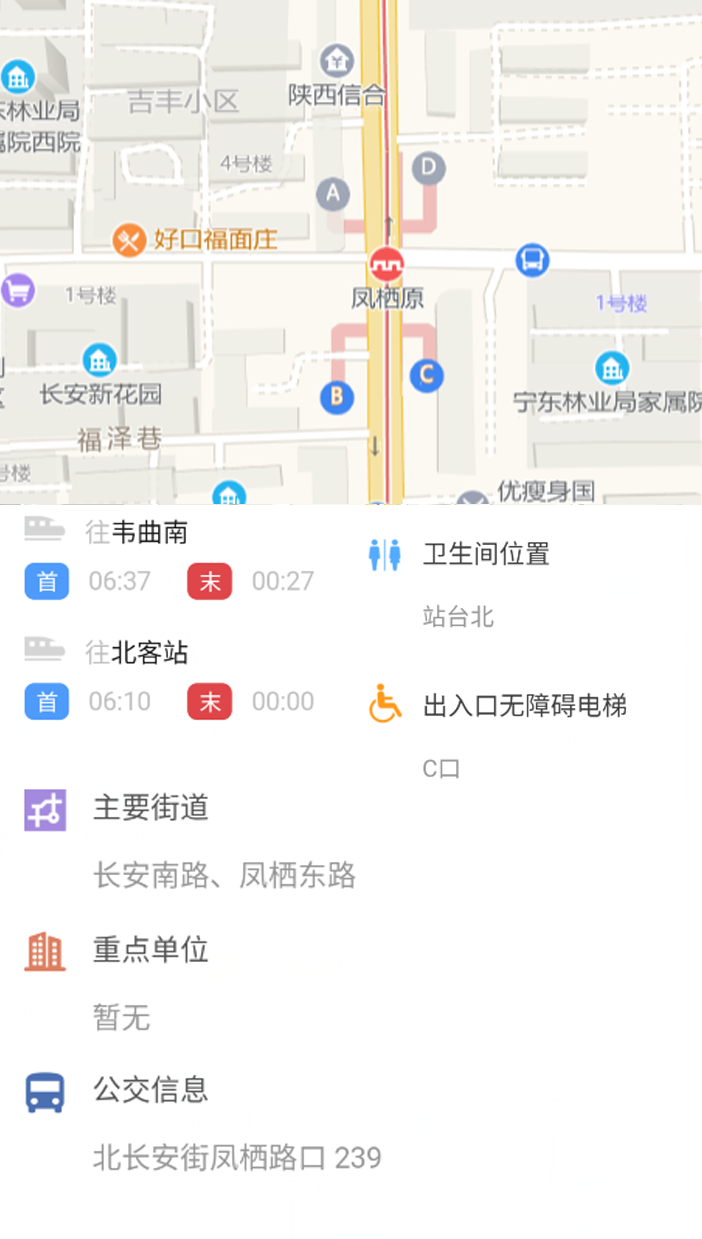 陕西信合
吉丰小区
林业局
院西院
4号楼
A
D
好口福面庄
1号楼
凤栖原
1号楼
长安新花园
B
C
宁东林业局家属院
福泽巷
号楼
优瘦身国
往韦曲南
首 06:37 末 00:27
卫生间位置
站台北
往北客站
首 06:10 末 00:00
出入口无障碍电梯
C口
主要街道
长安南路、凤栖东路
重点单位
暂无
公交信息
北长安街凤栖路口 239